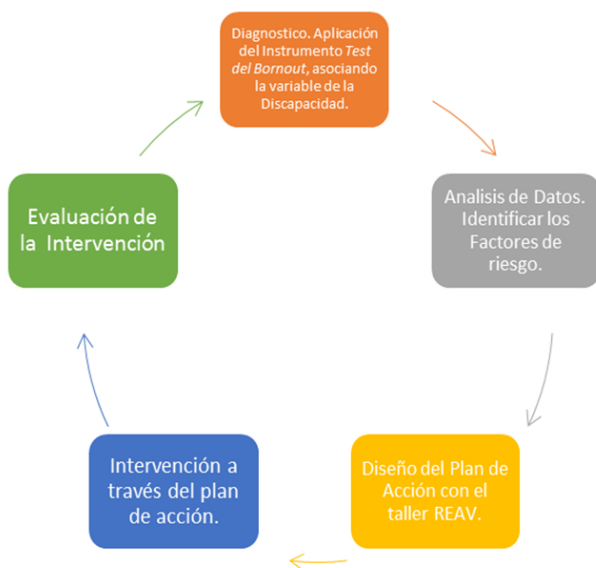 Diagnostico. Aplicación
del Instrumento Test
del Bornout, asociando
la variable de la
Discapacidad.
Analisis de Datos.
Identificar los
Factores de
riesgo.
Diseño del Plan de
Acción con el
taller REAV.
Intervención a
través del plan
de acción.
Evaluación de
la Intervención